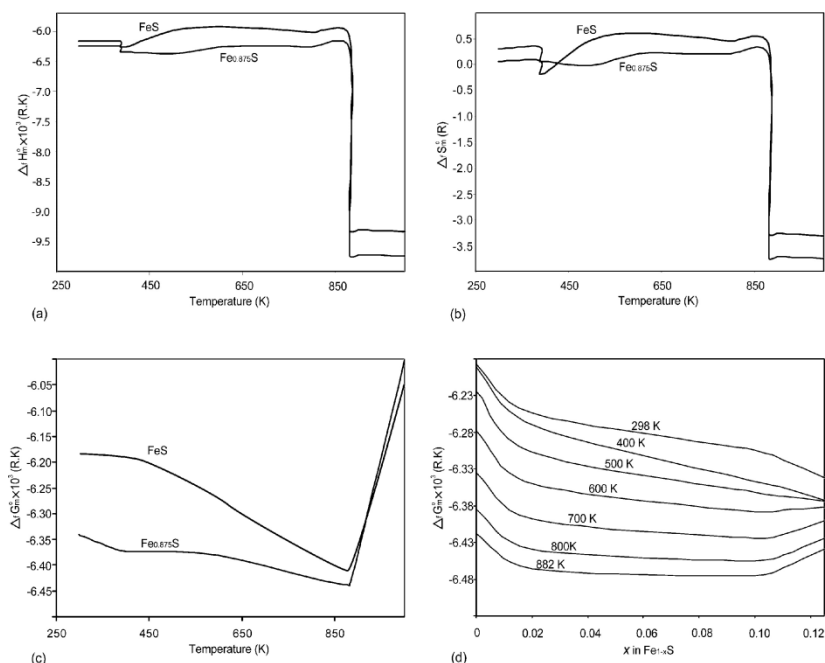 FeS
Fe0.875S
-6.0
-6.5
-7.0
-7.5
-8.0
-8.5
-9.0
-9.5
△f H°m×10³ (R.K)
250
450
650
850
Temperature (K)
(a)
FeS
Fe0.875S
0.5
0.0
-0.5
-1.0
-1.5
-2.0
-2.5
-3.0
-3.5
△f S°m (R)
250
450
650
850
Temperature (K)
(b)
FeS
Fe0.875S
-6.05
-6.10
-6.15
-6.20
-6.25
-6.30
-6.35
-6.40
-6.45
△f G°m×10³ (R.K)
250
450
650
850
Temperature (K)
(c)
298 K
400 K
500 K
600 K
700 K
800K
882 K
-6.23
-6.28
-6.33
-6.38
-6.43
-6.48
△f G°m×10³ (R.K)
0
0.02
0.04
0.06
0.08
0.10
0.12
x in Fe1-xS
(d)